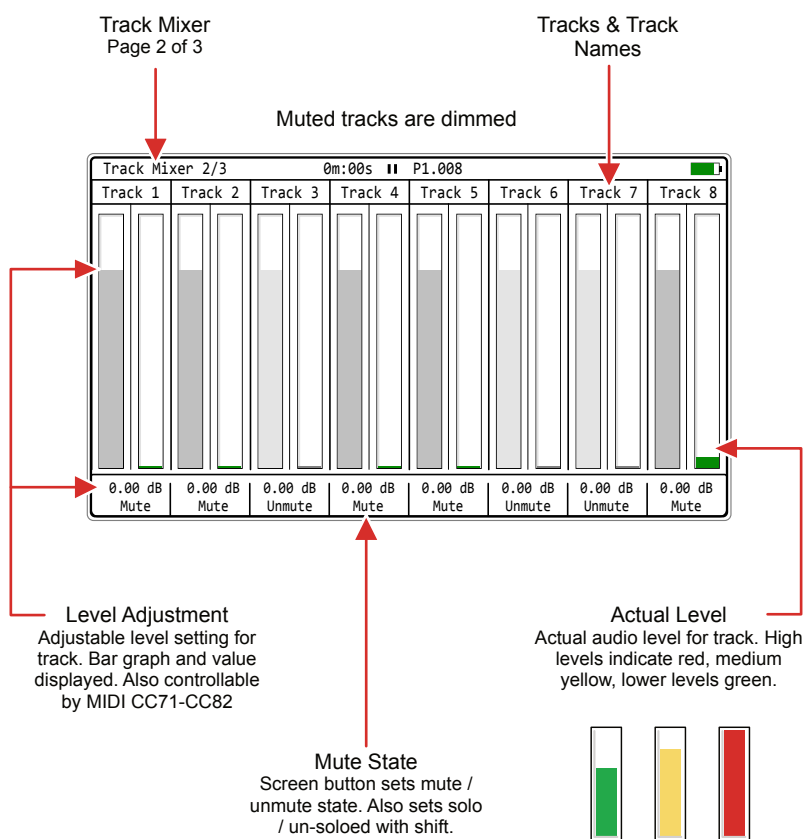 Track Mixer
Page 2 of 3
Tracks & Track
Names
Muted tracks are dimmed
Track Mixer 2/3 0m:00s P1.008
Track 1 Track 2 Track 3 Track 4 Track 5 Track 6 Track 7 Track 8
0.00 dB 0.00 dB 0.00 dB 0.00 dB 0.00 dB 0.00 dB 0.00 dB 0.00 dB
Mute Mute Unmute Mute Mute Unmute Unmute Mute
Level Adjustment
Adjustable level setting for
track. Bar graph and value
displayed. Also controllable
by MIDI CC71-CC82
Actual Level
Actual audio level for track. High
levels indicate red, medium
yellow, lower levels green.
Mute State
Screen button sets mute /
unmute state. Also sets solo
/ un-soloed with shift.